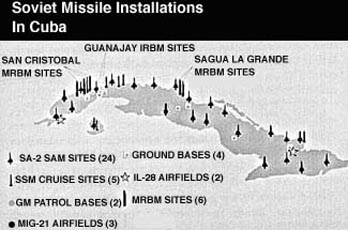 Soviet Missile Installations
In Cuba
GUANAJAY IRBM SITES
SAN CRISTOBAL
MRBM SITES
SAGUA LA GRANDE
MRBM SITES
SA-2 SAM SITES (24)
GROUND BASES (4)
SSM CRUISE SITES (5)
IL-28 AIRFIELDS (2)
GM PATROL BASES (2)
MRBM SITES (6)
MIG-21 AIRFIELDS (3)